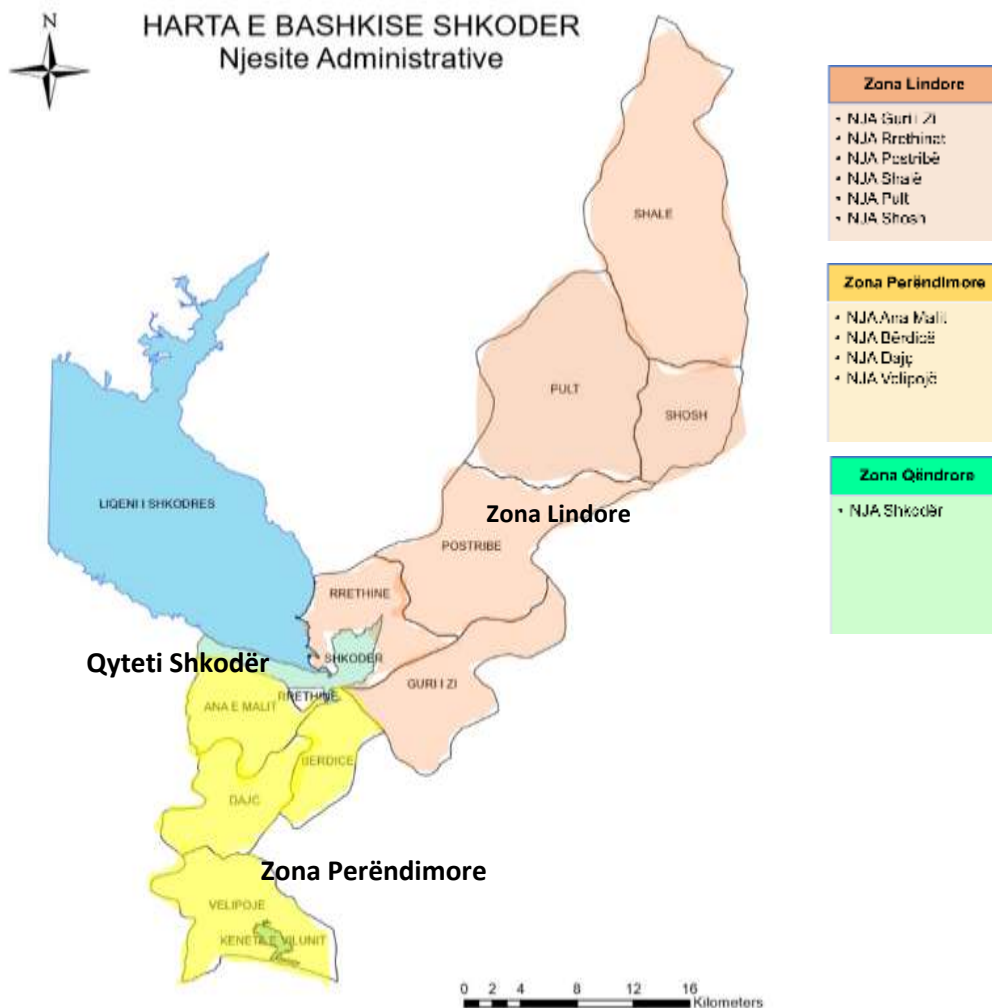 N
HARTA E BASHKISE SHKODER
Njesite Administrative
Zona Lindore
• NJA Guri i Zi
• NJA Rrethinat
• NJA Postribë
• NJA Shalë
• NJA Pult
• NJA Shosh
Zona Perëndimore
• NJA Ana Malit
• NJA Bërdicë
• NJA Dajç
• NJA Velipojë
Zona Qëndrore
• NJA Shkodër
SHALE
PULT
SHOSH
LIQENI I SHKODRES
Zona Lindore
POSTRIBE
RRETHINE
SHKODER
Qyteti Shkodër
GURI I ZI
RRETHINE
ANA E MALIT
BERDICE
DAJC
Zona Perëndimore
VELIPOJE
KENETA E VILUNIT
0 2 4 8 12 16
Kilometers